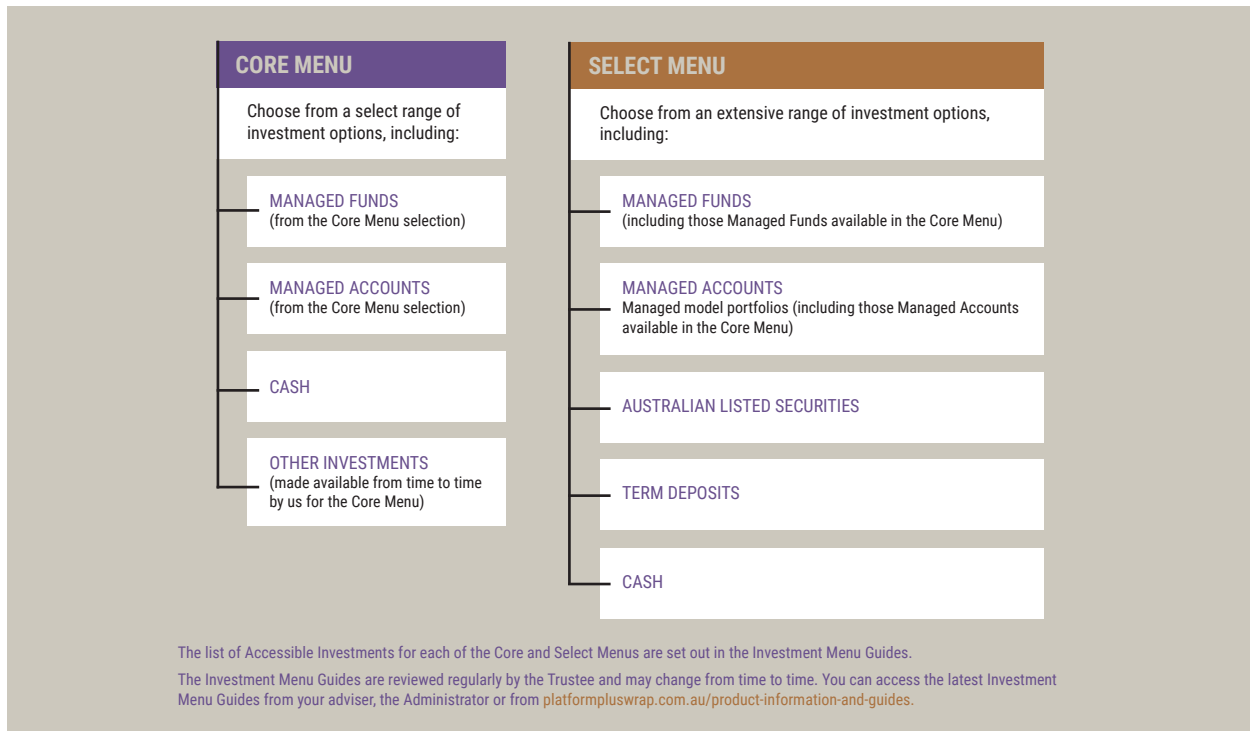 CORE MENU
Choose from a select range of
investment options, including:
MANAGED FUNDS
(from the Core Menu selection)
MANAGED ACCOUNTS
(from the Core Menu selection)
CASH
OTHER INVESTMENTS
(made available from time to time
by us for the Core Menu)
SELECT MENU
Choose from an extensive range of investment options,
including:
MANAGED FUNDS
(including those Managed Funds available in the Core Menu)
MANAGED ACCOUNTS
Managed model portfolios (including those Managed Accounts
available in the Core Menu)
AUSTRALIAN LISTED SECURITIES
TERM DEPOSITS
CASH
The list of Accessible Investments for each of the Core and Select Menus are set out in the Investment Menu Guides.
The Investment Menu Guides are reviewed regularly by the Trustee and may change from time to time. You can access the latest Investment
Menu Guides from your adviser, the Administrator or from platformpluswrap.com.au/product-information-and-guides.